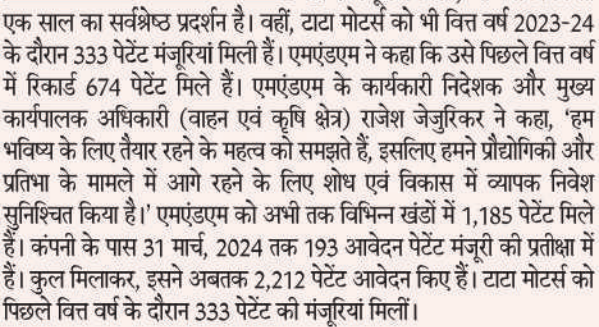 एक साल का सर्वश्रेष्ठ प्रदर्शन है। वहीं, टाटा मोटर्स को भी वित्त वर्ष 2023-24
के दौरान 333 पेटेंट मंजूरियां मिली हैं। एमएंडएम ने कहा कि उसे पिछले वित्त वर्ष
में रिकार्ड 674 पेटेंट मिले हैं। एमएंडएम के कार्यकारी निदेशक और मुख्य
कार्यपालक अधिकारी (वाहन एवं कृषि क्षेत्र) राजेश जेजुरिकर ने कहा, ‘हम
भविष्य के लिए तैयार रहने के महत्व को समझते हैं, इसलिए हमने प्रौद्योगिकी और
प्रतिभा के मामले में आगे रहने के लिए शोध एवं विकास में व्यापक निवेश
सुनिश्चित किया है।’ एमएंडएम को अभी तक विभिन्न खंडों में 1,185 पेटेंट मिले
हैं। कंपनी के पास 31 मार्च, 2024 तक 193 आवेदन पेटेंट मंजूरी की प्रतीक्षा में
हैं। कुल मिलाकर, इसने अबतक 2,212 पेटेंट आवेदन किए हैं। टाटा मोटर्स को
पिछले वित्त वर्ष के दौरान 333 पेटेंट की मंजूरियां मिलीं।